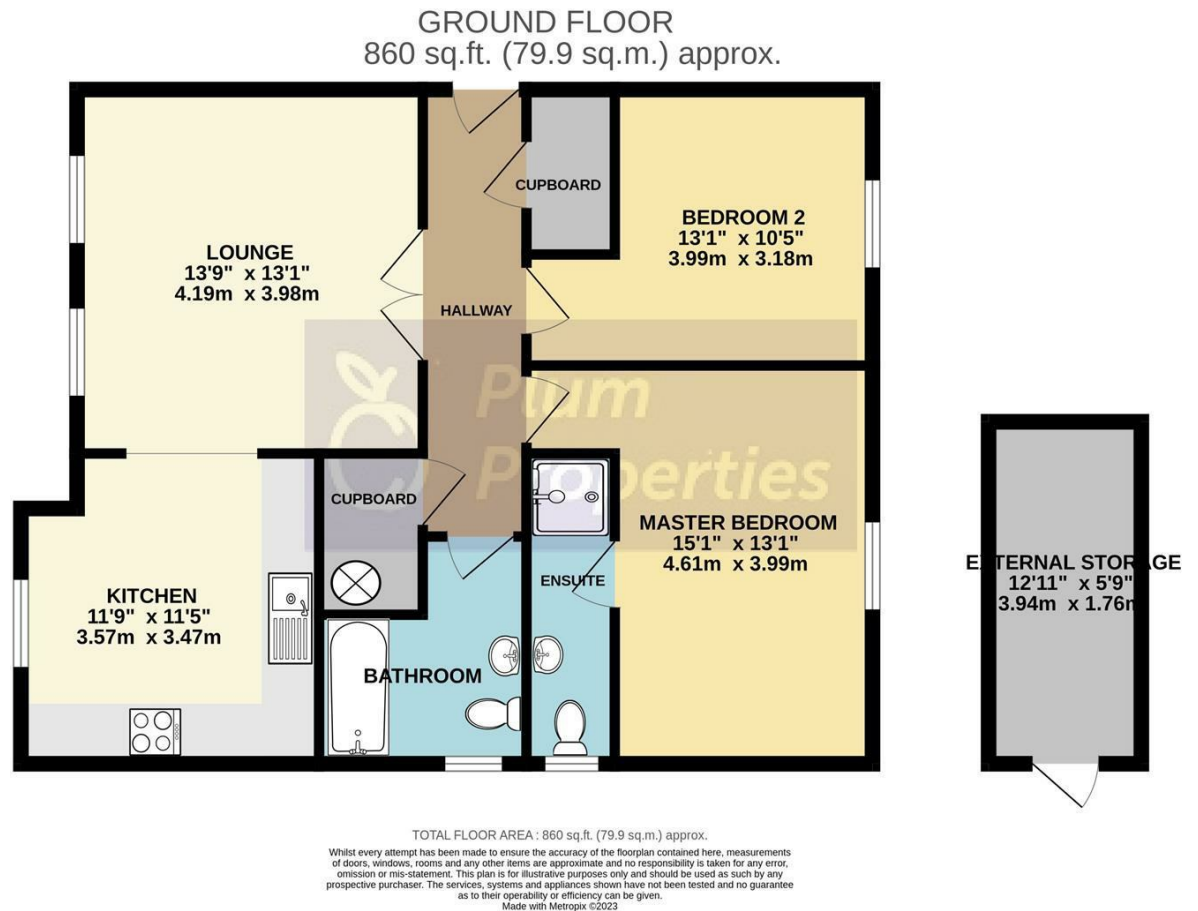 GROUND FLOOR
860 sq.ft. (79.9 sq.m.) approx.
CUPBOARD
BEDROOM 2
13'1" x 10'5"
3.99m x 3.18m
LOUNGE
13'9" x 13'1"
4.19m x 3.98m
HALLWAY
Plum
Properties
CUPBOARD
MASTER BEDROOM
15'1" x 13'1"
4.61m x 3.99m
EXTERNAL STORAGE
12'11" x 5'9"
3.94m x 1.76m
ENSUITE
KITCHEN
11'9" x 11'5"
3.57m x 3.47m
BATHROOM
TOTAL FLOOR AREA : 860 sq.ft. (79.9 sq.m.) approx.
Whilst every attempt has been made to ensure the accuracy of the floorplan contained here, measurements
of doors, windows, rooms and any other items are approximate and no responsibility is taken for any error,
omission or mis-statement. This plan is for illustrative purposes only and should be used as such by any
prospective purchaser. The services, systems and appliances shown have not been tested and no guarantee
as to their operability or efficiency can be given.
Made with Metropix ©2023